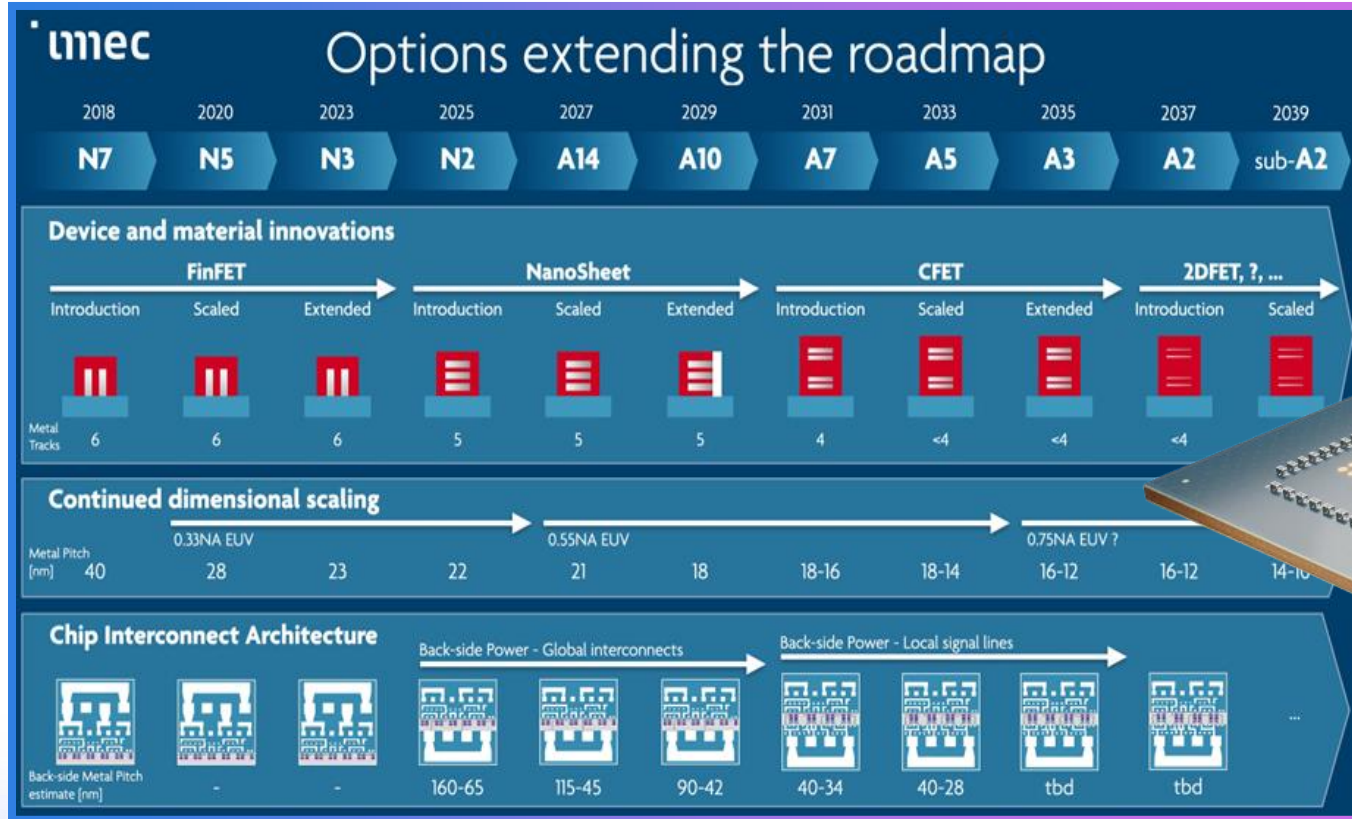 imec
Options extending the roadmap
2018 2020 2023 2025 2027 2029 2031 2033 2035 2037 2039
N7 N5 N3 N2 A14 A10 A7 A5 A3 A2 sub-A2
Device and material innovations
FinFET NanoSheet CFET 2DFET, ?, ...
Introduction Scaled Extended Introduction Scaled Extended Introduction Scaled Extended Introduction Scaled
Metal
Tracks 6 6 6 5 5 5 4 <4 <4 <4
Continued dimensional scaling
0.33NA EUV 0.55NA EUV 0.75NA EUV ?
Metal Pitch
[nm] 40 28 23 22 21 18 18-16 18-14 16-12 16-12
Chip Interconnect Architecture
Back-side Power - Global interconnects Back-side Power - Local signal lines
...
Back-side Metal Pitch
estimate [nm] - - 160-65 115-45 90-42 40-34 40-28 tbd tbd